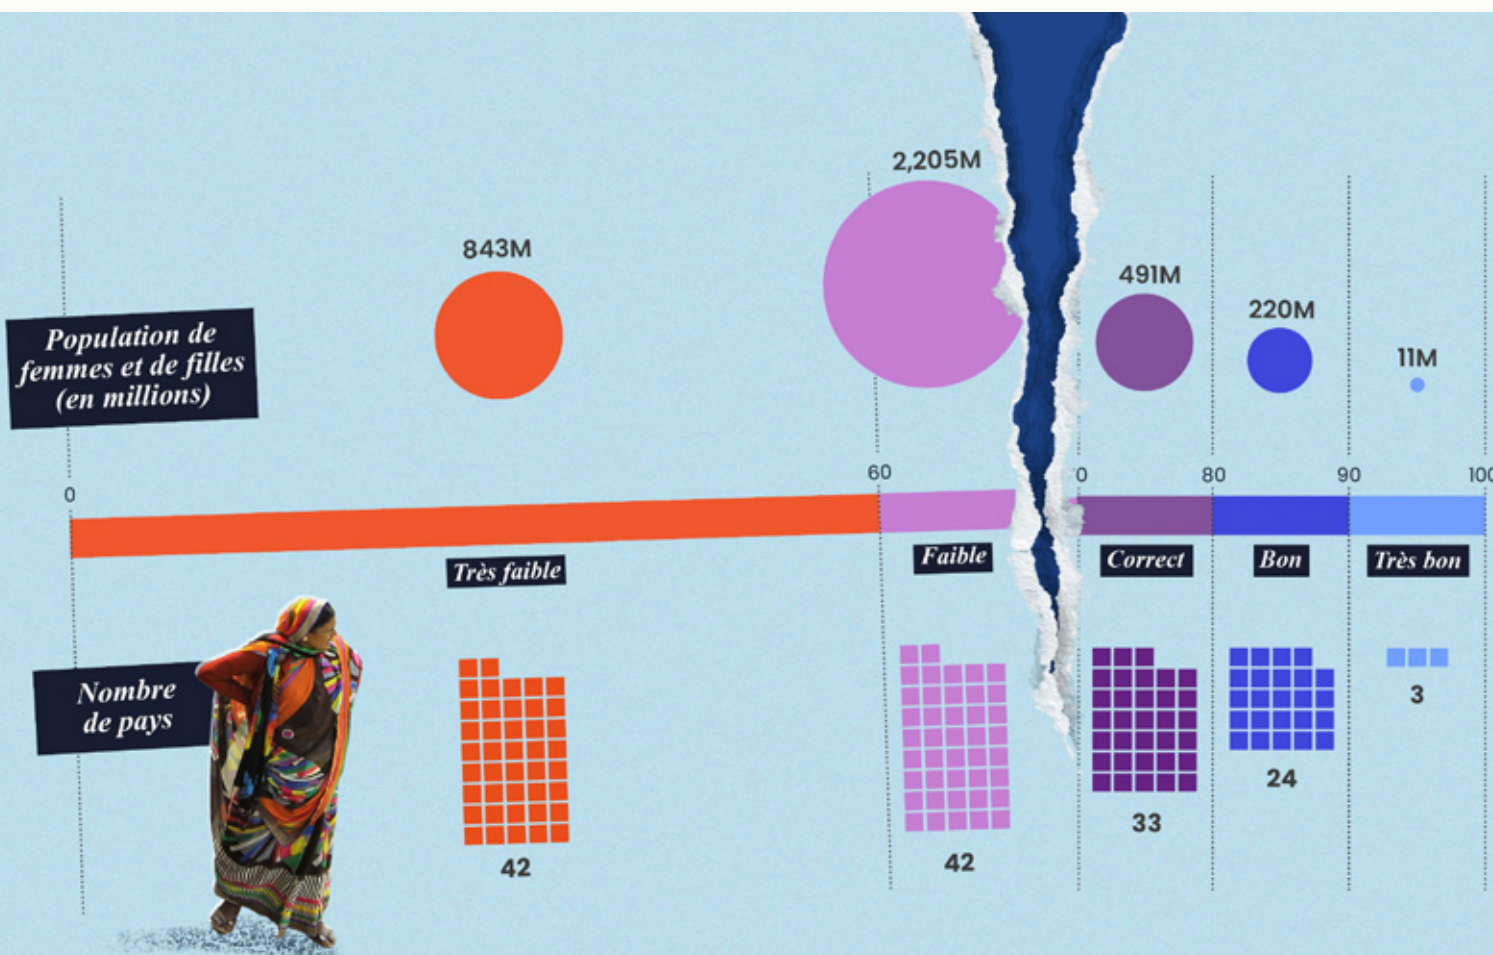 2,205M
843M
491M
220M
11M
Population de
femmes et de filles
(en millions)
0
60
80
90
Très faible
Faible
Correct
Bon
Très bon
Nombre
de pays
42
42
33
24
3